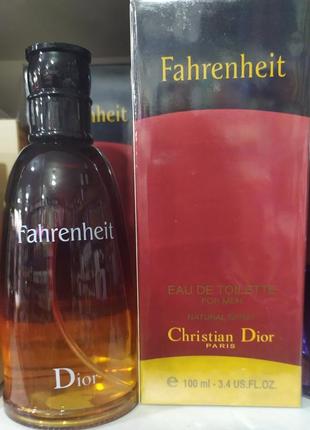 Fahrenheit
Dior
Fahrenheit
EAU DE TOILETTE
FOR MEN
NATURAL SPRAY
Christian Dior
PARIS
e 100 ml - 3.4 US.FL.OZ.